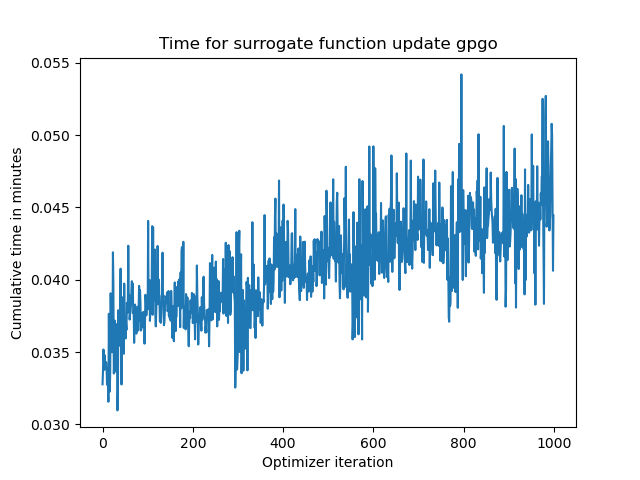 Time for surrogate function update gpgo
0.055
0.050
0.045
0.040
0.035
0.030
Cumulative time in minutes
0 200 400 600 800 1000
Optimizer iteration